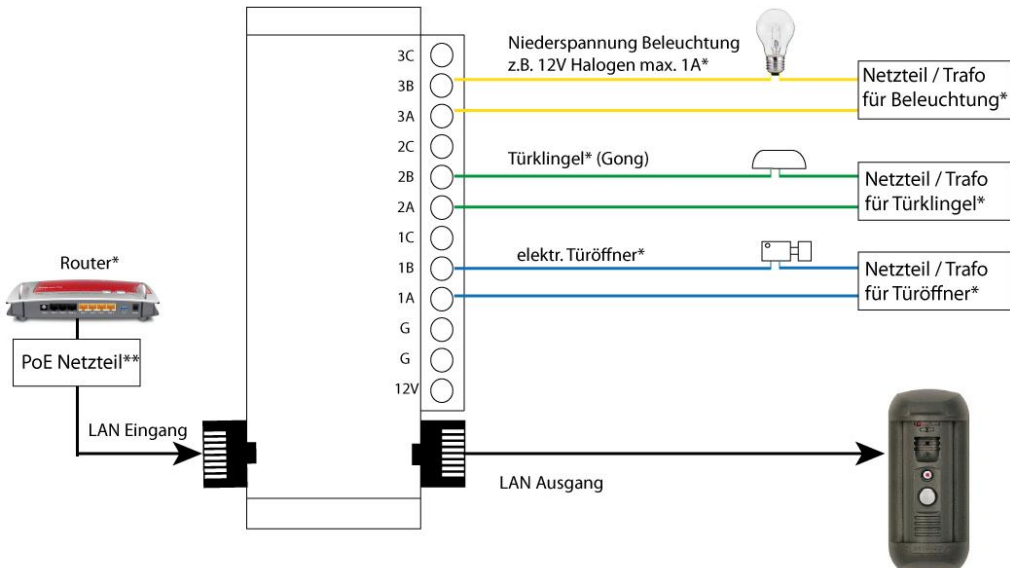 3C
3B
3A
2C
2B
2A
1C
1B
1A
G
G
12V
Niederspannung Beleuchtung
z.B. 12V Halogen max. 1A*
Netzteil / Trafo
für Beleuchtung*
Türklingel* (Gong)
Netzteil / Trafo
für Türklingel*
elektr. Türöffner*
Netzteil / Trafo
für Türöffner*
Router*
PoE Netzteil**
LAN Eingang
LAN Ausgang